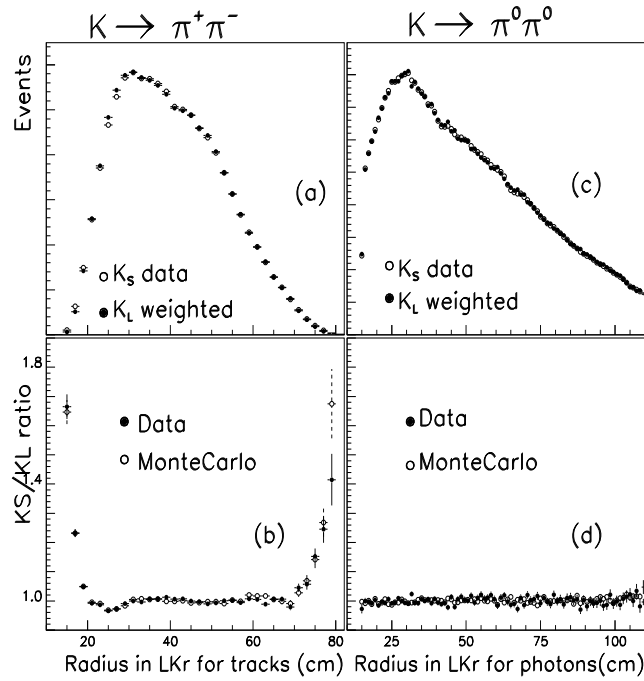 K → π⁺π⁻
K → π⁰π⁰
Events
(a)
K_S data
K_L weighted
(c)
K_S data
K_L weighted
KS/KL ratio
1.8
1.4
1.0
Data
MonteCarlo
(b)
Data
MonteCarlo
(d)
20 40 60 80
25 50 75 100
Radius in LKr for tracks (cm)
Radius in LKr for photons(cm)